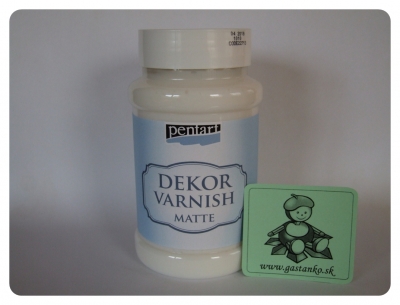 pentart
DEKOR
VARNISH
MATTE
www.gastanko.sk